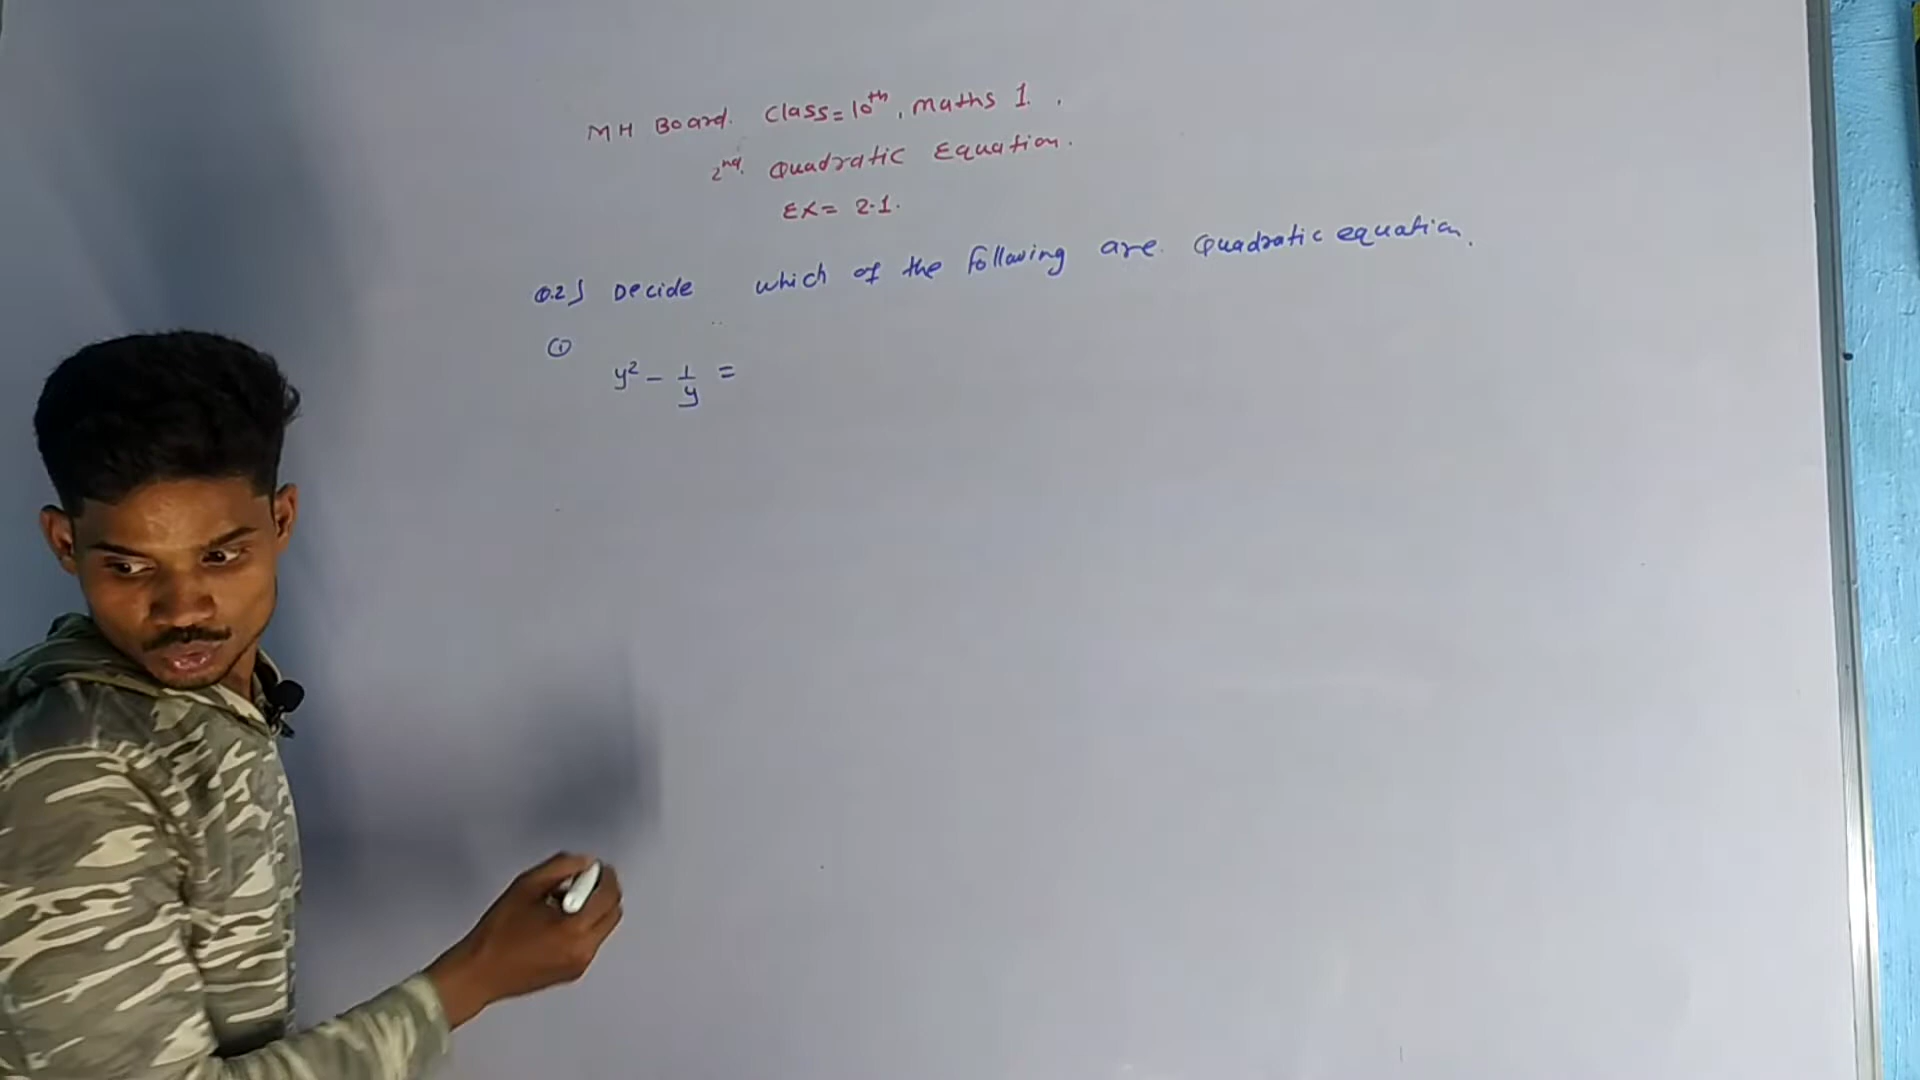 MH Board. Class=10th, maths 1.
2nd. Quadratic Equation.
EX= 2.1.
Q.2] Decide which of the following are Quadratic equation.
①
y² - 1/y =